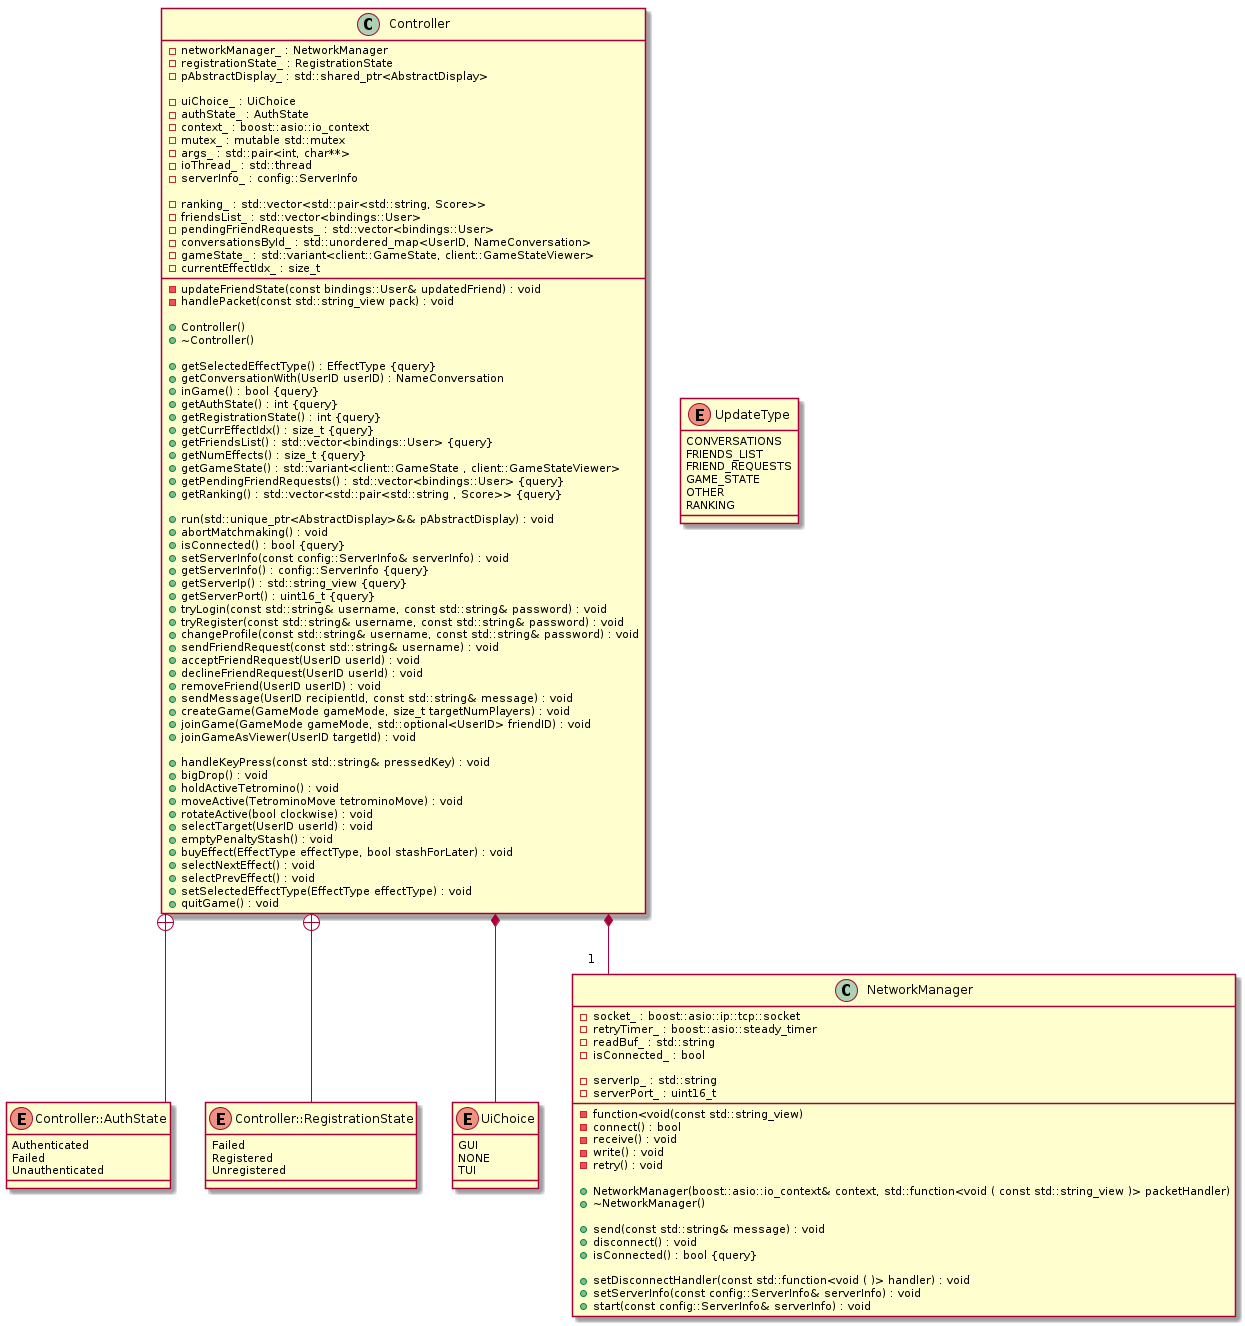 C Controller
networkManager_ : NetworkManager
registrationState_ : RegistrationState
pAbstractDisplay_ : std::shared_ptr<AbstractDisplay>
uiChoice_ : UiChoice
authState_ : AuthState
context_ : boost::asio::io_context
mutex_ : mutable std::mutex
args_ : std::pair<int, char**>
ioThread_ : std::thread
serverInfo_ : config::ServerInfo
ranking_ : std::vector<std::pair<std::string, Score>>
friendsList_ : std::vector<bindings::User>
pendingFriendRequests_ : std::vector<bindings::User>
conversationsById_ : std::unordered_map<UserID, NameConversation>
gameState_ : std::variant<client::GameState, client::GameStateViewer>
currentEffectIdx_ : size_t
updateFriendState(const bindings::User& updatedFriend) : void
handlePacket(const std::string_view pack) : void
Controller()
~Controller()
getSelectedEffectType() : EffectType {query}
getConversationWith(UserID userID) : NameConversation
inGame() : bool {query}
getAuthState() : int {query}
getRegistrationState() : int {query}
getCurrEffectIdx() : size_t {query}
getFriendsList() : std::vector<bindings::User> {query}
getNumEffects() : size_t {query}
getGameState() : std::variant<client::GameState , client::GameStateViewer>
getPendingFriendRequests() : std::vector<bindings::User> {query}
getRanking() : std::vector<std::pair<std::string , Score>> {query}
run(std::unique_ptr<AbstractDisplay>&& pAbstractDisplay) : void
abortMatchmaking() : void
isConnected() : bool {query}
setServerInfo(const config::ServerInfo& serverInfo) : void
getServerInfo() : config::ServerInfo {query}
getServerIp() : std::string_view {query}
getServerPort() : uint16_t {query}
tryLogin(const std::string& username, const std::string& password) : void
tryRegister(const std::string& username, const std::string& password) : void
changeProfile(const std::string& username, const std::string& password) : void
sendFriendRequest(const std::string& username) : void
acceptFriendRequest(UserID userId) : void
declineFriendRequest(UserID userId) : void
removeFriend(UserID userID) : void
sendMessage(UserID recipientId, const std::string& message) : void
createGame(GameMode gameMode, size_t targetNumPlayers) : void
joinGame(GameMode gameMode, std::optional<UserID> friendID) : void
joinGameAsViewer(UserID targetId) : void
handleKeyPress(const std::string& pressedKey) : void
bigDrop() : void
holdActiveTetromino() : void
moveActive(TetrominoMove tetrominoMove) : void
rotateActive(bool clockwise) : void
selectTarget(UserID userId) : void
emptyPenaltyStash() : void
buyEffect(EffectType effectType, bool stashForLater) : void
selectNextEffect() : void
selectPrevEffect() : void
setSelectedEffectType(EffectType effectType) : void
quitGame() : void
E UpdateType
CONVERSATIONS
FRIENDS_LIST
FRIEND_REQUESTS
GAME_STATE
OTHER
RANKING
1
E Controller::AuthState
Authenticated
Failed
Unauthenticated
E Controller::RegistrationState
Failed
Registered
Unregistered
E UiChoice
GUI
NONE
TUI
C NetworkManager
socket_ : boost::asio::ip::tcp::socket
retryTimer_ : boost::asio::steady_timer
readBuf_ : std::string
isConnected_ : bool
serverIp_ : std::string
serverPort_ : uint16_t
function<void(const std::string_view)
connect() : bool
receive() : void
write() : void
retry() : void
NetworkManager(boost::asio::io_context& context, std::function<void ( const std::string_view )> packetHandler)
~NetworkManager()
send(const std::string& message) : void
disconnect() : void
isConnected() : bool {query}
setDisconnectHandler(const std::function<void ( )> handler) : void
setServerInfo(const config::ServerInfo& serverInfo) : void
start(const config::ServerInfo& serverInfo) : void